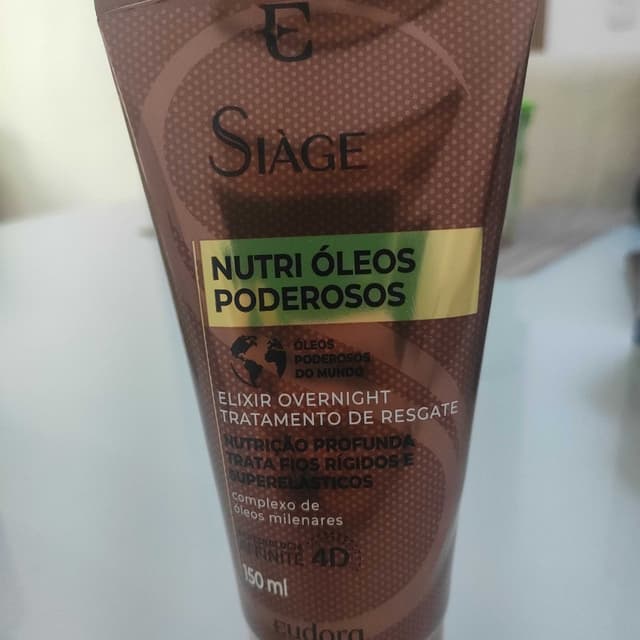 E
SIÀGE
NUTRI ÓLEOS
PODEROSOS
ÓLEOS
PODEROSOS
DO MUNDO
ELIXIR OVERNIGHT
TRATAMENTO DE RESGATE
NUTRIÇÃO PROFUNDA
TRATA FIOS RÍGIDOS E
SUPERELÁSTICOS
complexo de
óleos milenares
4D
150 ml
eudora